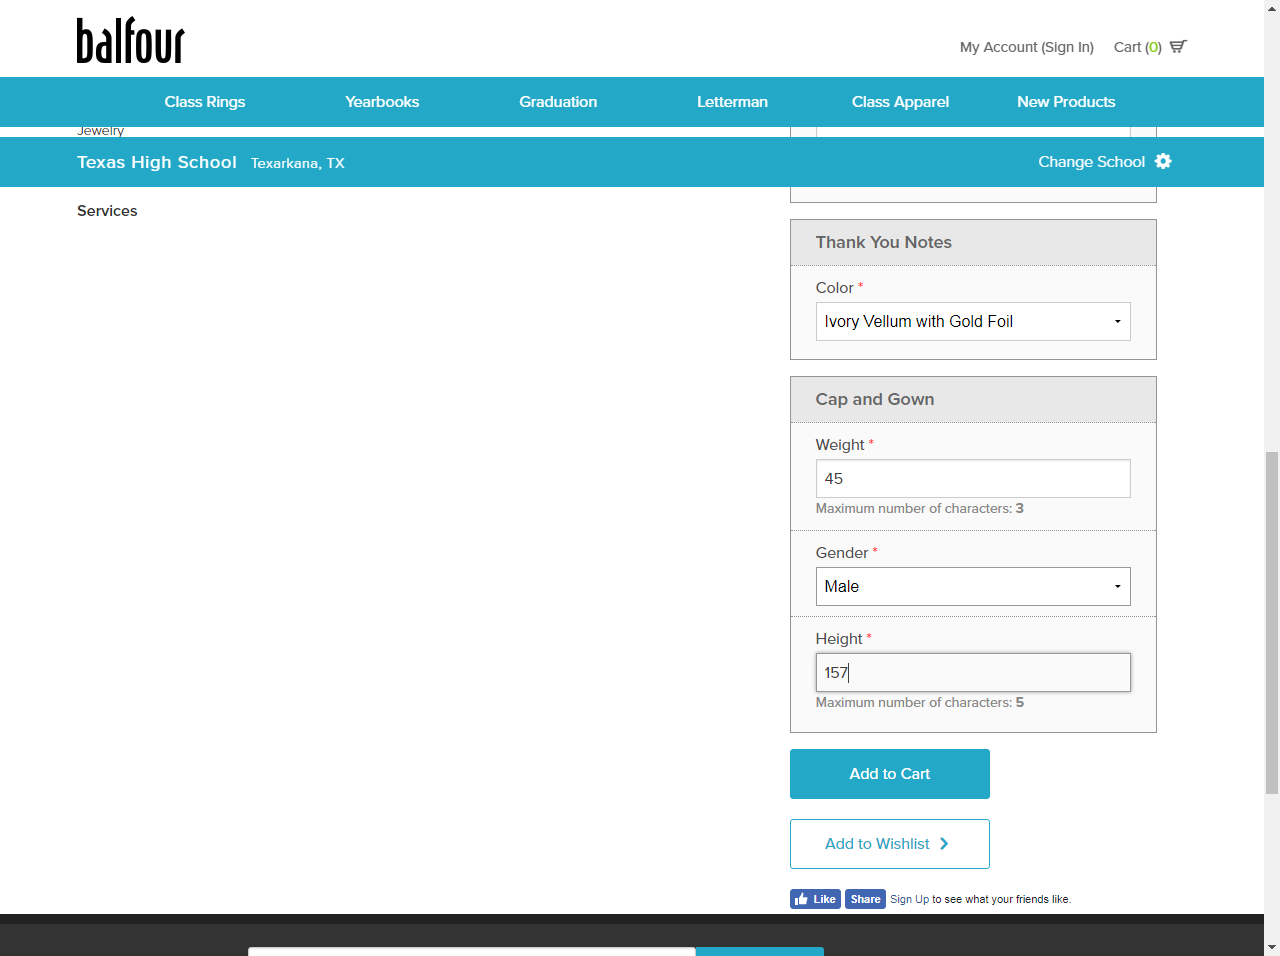 balfour
My Account (Sign In) Cart (0)
Class Rings Yearbooks Graduation Letterman Class Apparel New Products
Jewelry
Texas High School Texarkana, TX Change School
Services
Thank You Notes
Color *
Ivory Vellum with Gold Foil
Cap and Gown
Weight *
45
Maximum number of characters: 3
Gender *
Male
Height *
157
Maximum number of characters: 5
Add to Cart
Add to Wishlist
Like Share Sign Up to see what your friends like.